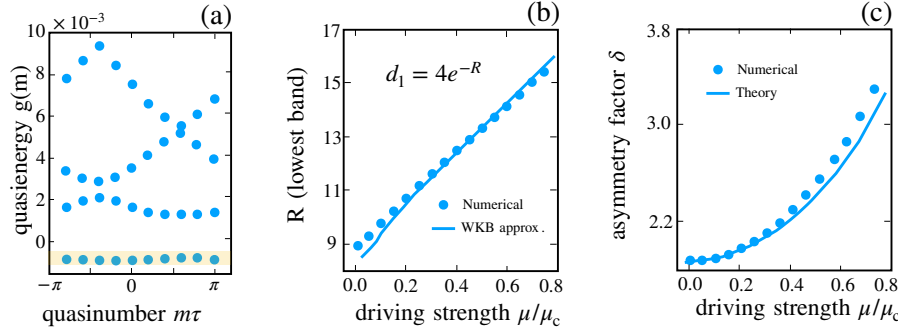 (a)
10 × 10⁻³
8
6
4
2
0
−π
0
π
quasienergy g(m)
quasinumber mτ
(b)
17
15
13
11
9
0.0 0.2 0.4 0.6 0.8
R (lowest band)
d₁ = 4e⁻ᴿ
Numerical
WKB approx .
driving strength μ/μc
(c)
3.8
3.0
2.2
0.0 0.2 0.4 0.6 0.8
asymmetry factor δ
Numerical
Theory
driving strength μ/μc